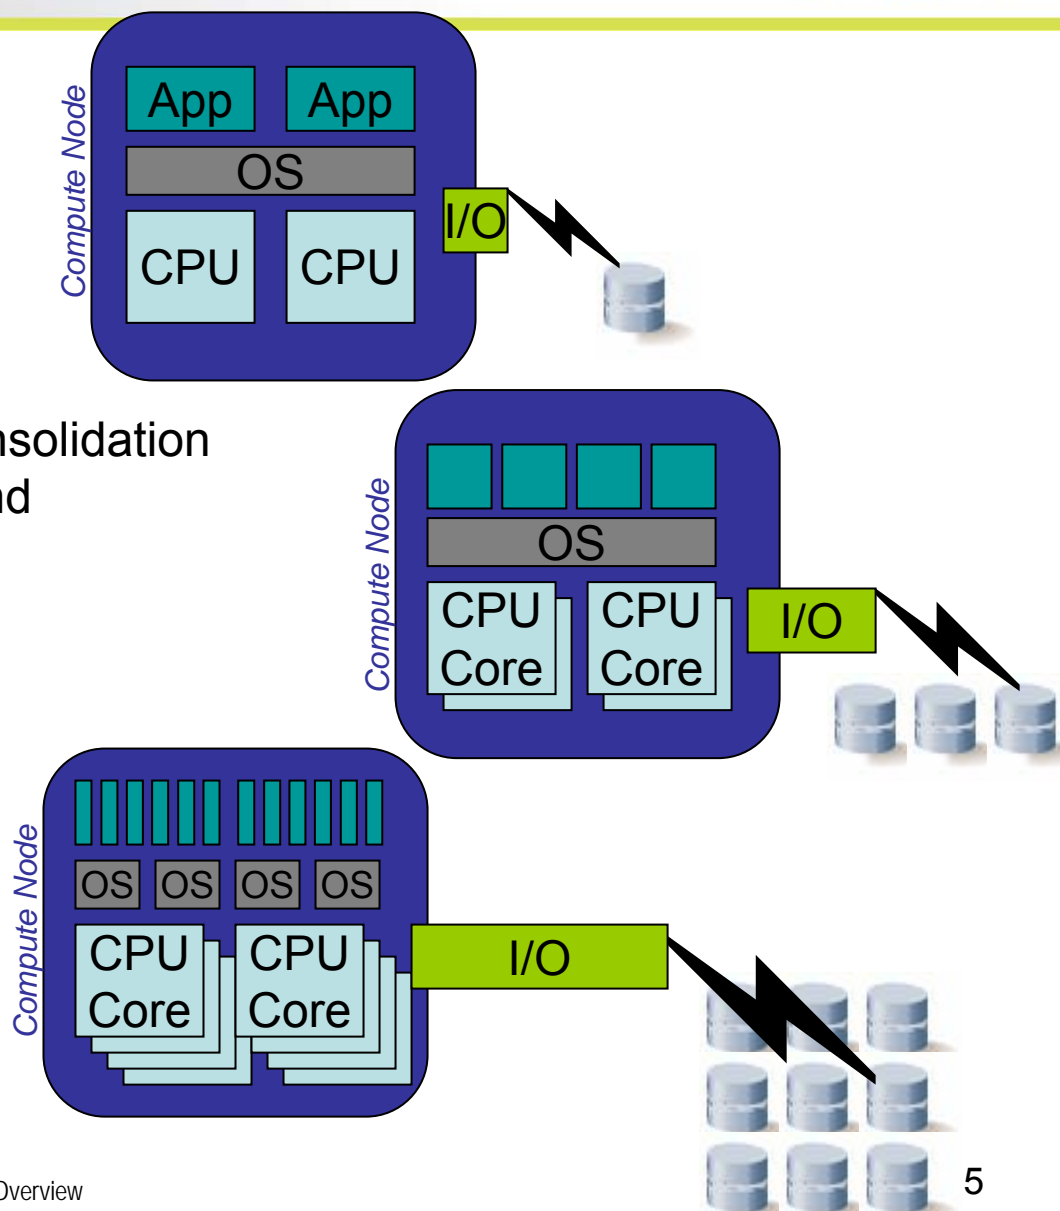 Compute Node
App App
OS
CPU CPU
I/O
nsolidation
nd
Compute Node
OS
CPU
Core
CPU
Core
I/O
Compute Node
OS OS OS OS
CPU
Core
CPU
Core
I/O
Overview
5